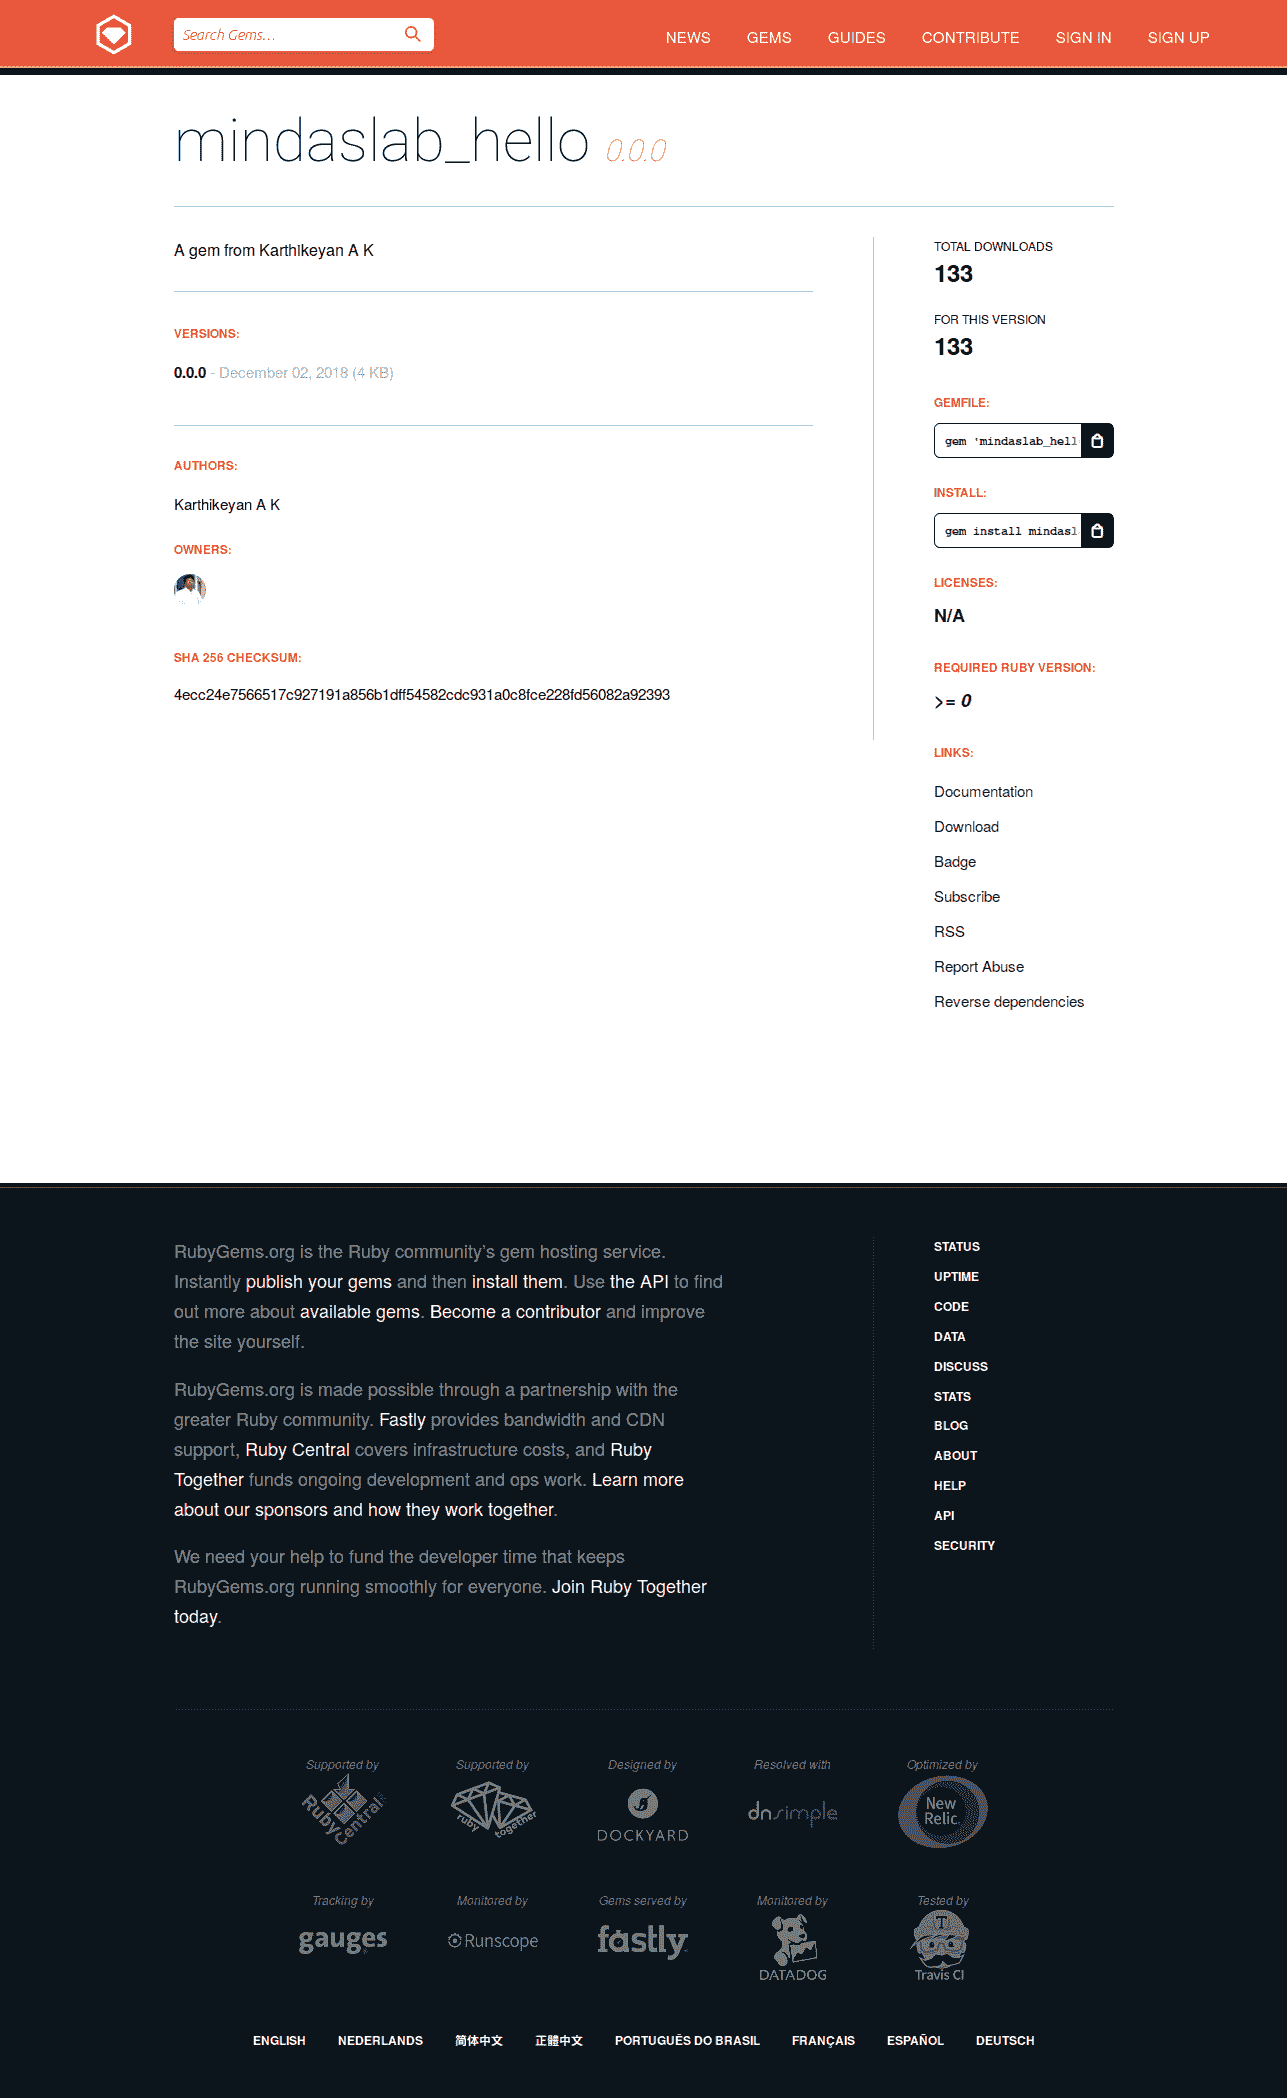 Search Gems…
NEWS GEMS GUIDES CONTRIBUTE SIGN IN SIGN UP
mindaslab_hello 0.0.0
A gem from Karthikeyan A K
VERSIONS:
0.0.0 - December 02, 2018 (4 KB)
AUTHORS:
Karthikeyan A K
OWNERS:
SHA 256 CHECKSUM:
4ecc24e7566517c927191a856b1dff54582cdc931a0c8fce228fd56082a92393
TOTAL DOWNLOADS
133
FOR THIS VERSION
133
GEMFILE:
gem 'mindaslab_hell
INSTALL:
gem install mindasl
LICENSES:
N/A
REQUIRED RUBY VERSION:
>= 0
LINKS:
Documentation
Download
Badge
Subscribe
RSS
Report Abuse
Reverse dependencies
RubyGems.org is the Ruby community’s gem hosting service.
Instantly publish your gems and then install them. Use the API to find
out more about available gems. Become a contributor and improve
the site yourself.
RubyGems.org is made possible through a partnership with the
greater Ruby community. Fastly provides bandwidth and CDN
support, Ruby Central covers infrastructure costs, and Ruby
Together funds ongoing development and ops work. Learn more
about our sponsors and how they work together.
We need your help to fund the developer time that keeps
RubyGems.org running smoothly for everyone. Join Ruby Together
today.
STATUS
UPTIME
CODE
DATA
DISCUSS
STATS
BLOG
ABOUT
HELP
API
SECURITY
Supported by Supported by Designed by Resolved with Optimized by
RubyCentral ruby together DOCKYARD dnsimple New Relic.
Tracking by Monitored by Gems served by Monitored by Tested by
gauges Runscope fastly DATADOG T Travis CI
ENGLISH NEDERLANDS 简体中文 正體中文 PORTUGUÊS DO BRASIL FRANÇAIS ESPAÑOL DEUTSCH